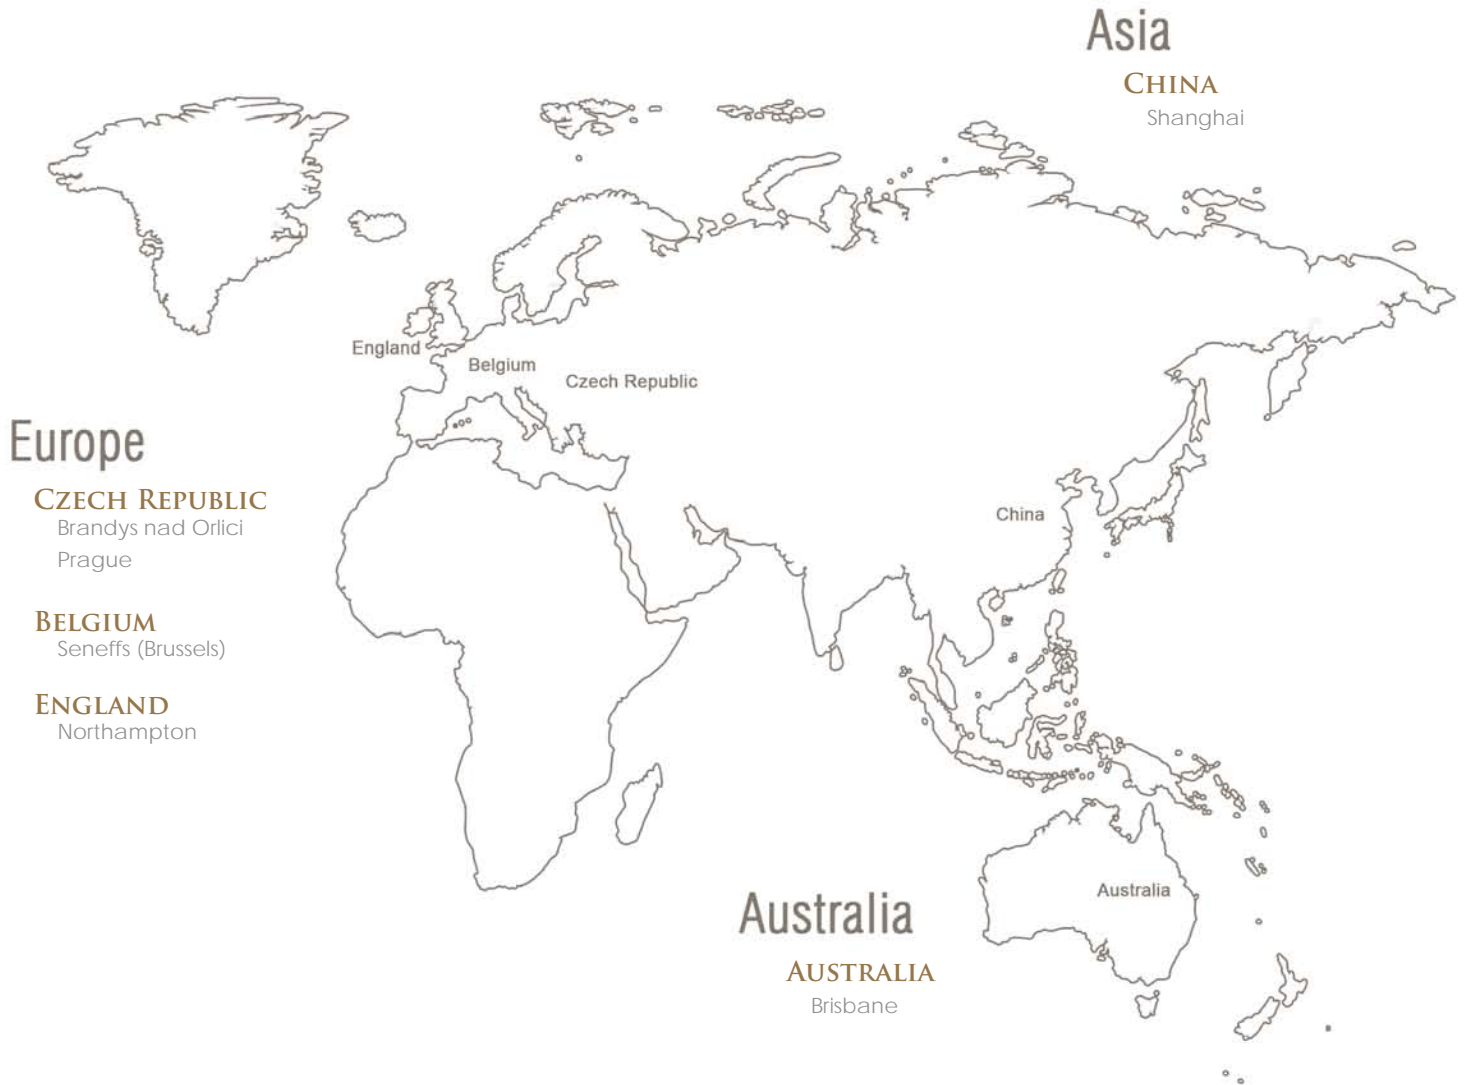 Asia
CHINA
Shanghai
England
Belgium
Czech Republic
Europe
CZECH REPUBLIC
Brandys nad Orlici
Prague
BELGIUM
Seneffs (Brussels)
ENGLAND
Northampton
China
Australia
Australia
AUSTRALIA
Brisbane